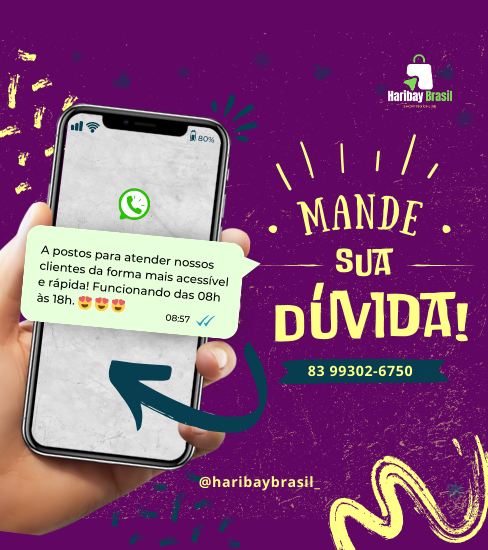 Haribay Brasil
80%
MANDE
SUA
DÚVIDA!
A postos para atender nossos
clientes da forma mais acessível
e rápida! Funcionando das 08h
às 18h. 😍😍😍
08:57
83 99302-6750
@haribaybrasil_